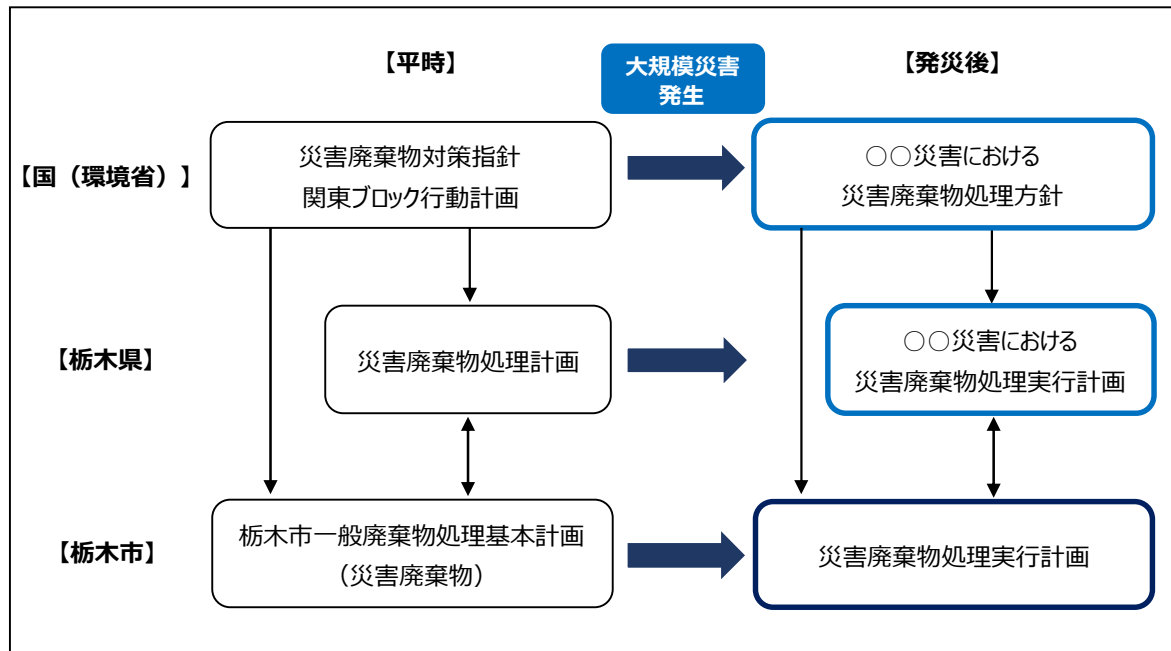 【平時】
大規模災害
発生
【発災後】
【国（環境省）】
災害廃棄物対策指針
関東ブロック行動計画
○○災害における
災害廃棄物処理方針
【栃木県】
災害廃棄物処理計画
○○災害における
災害廃棄物処理実行計画
【栃木市】
栃木市一般廃棄物処理基本計画
（災害廃棄物）
災害廃棄物処理実行計画